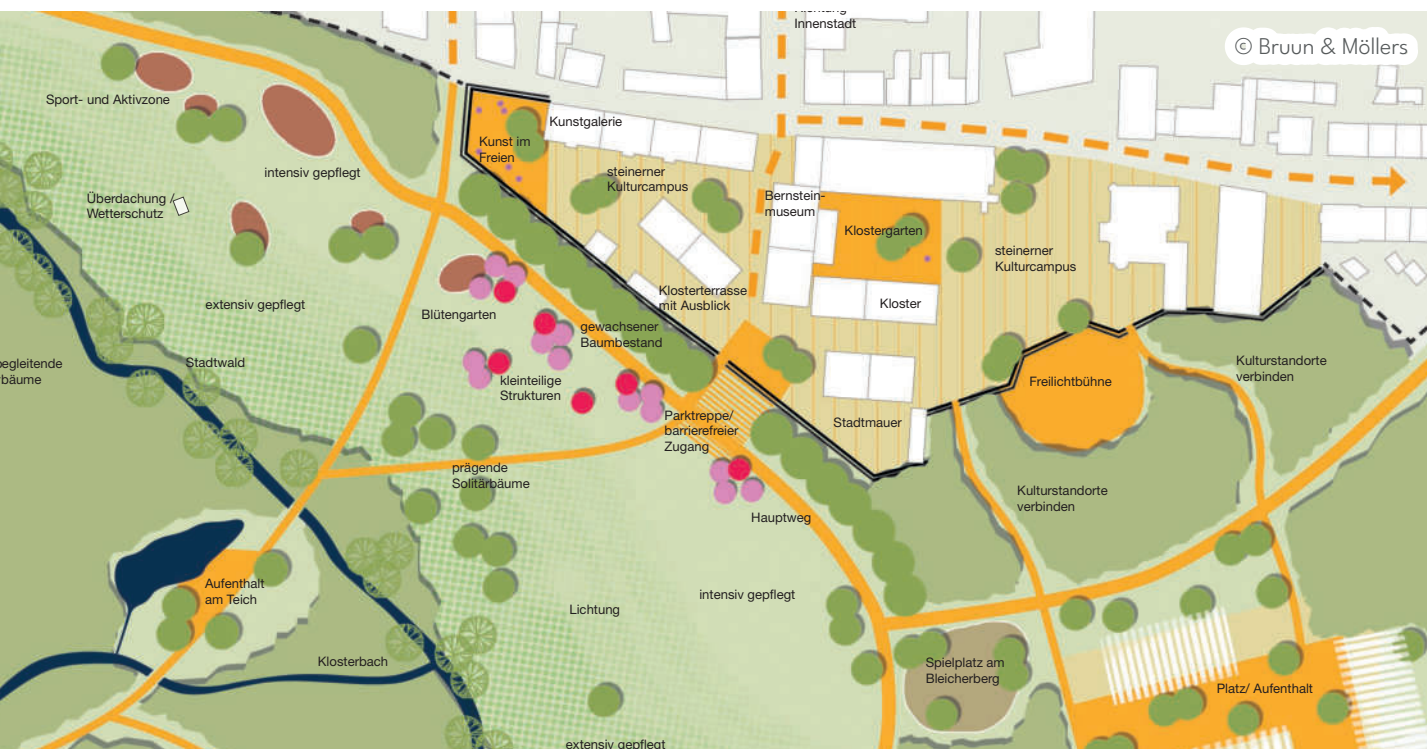 Richtung
Innenstadt
© Bruun & Möllers
Sport- und Aktivzone
Kunstgalerie
Kunst im
Freien
intensiv gepflegt
steinerner
Kulturcampus
Überdachung /
Wetterschutz
Bernstein-
museum
Klostergarten
steinerner
Kulturcampus
Klosterterrasse
mit Ausblick
Kloster
extensiv gepflegt
Blütengarten
gewachsener
Baumbestand
egleitende
bäume
Stadtwald
kleinteilige
Strukturen
Freilichtbühne
Kulturstandorte
verbinden
Parktreppe/
barrierefreier
Zugang
Stadtmauer
prägende
Solitärbäume
Hauptweg
Kulturstandorte
verbinden
Aufenthalt
am Teich
Lichtung
intensiv gepflegt
Klosterbach
Spielplatz am
Bleicherberg
Platz/ Aufenthalt
extensiv gepflegt